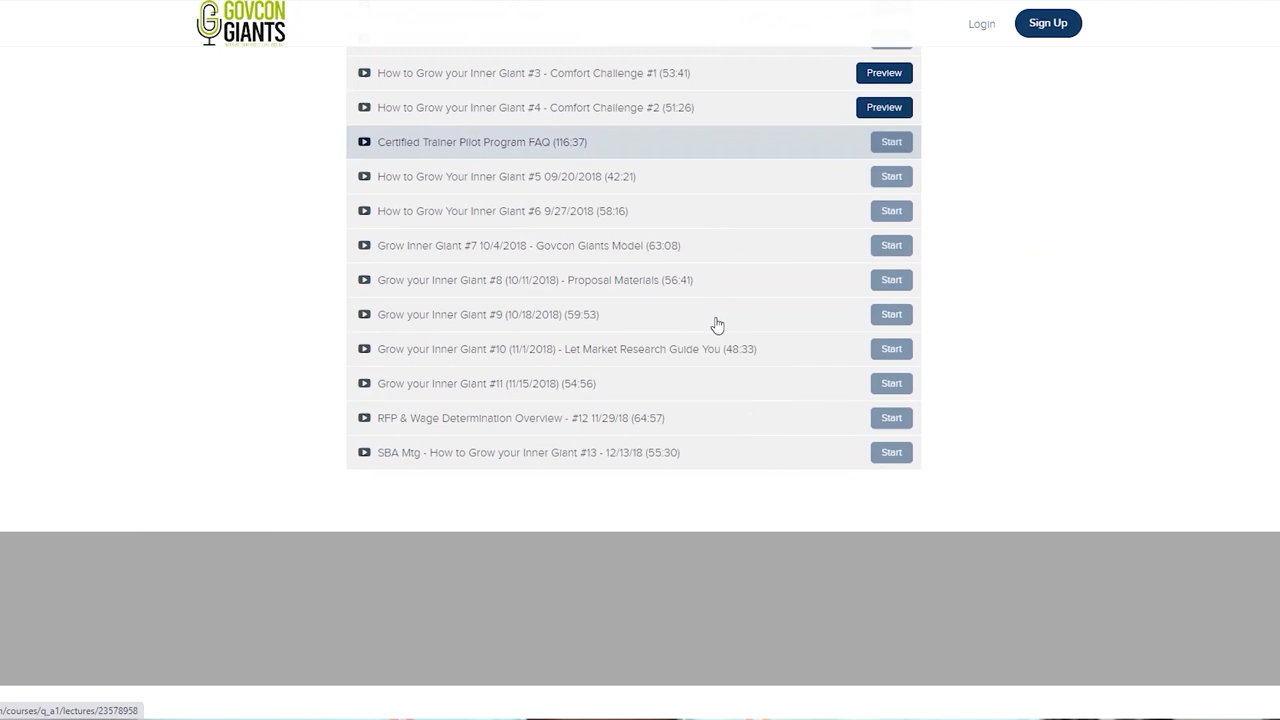 GOVCON
GIANTS
Login
Sign Up
How to Grow your Inner Giant #3 - Comfort Challenge #1 (53:41)
Preview
How to Grow your Inner Giant #4 - Comfort Challenge #2 (51:26)
Preview
Certified Trainer Pilot Program FAQ (116:37)
Start
How to Grow Your Inner Giant #5 09/20/2018 (42:21)
Start
How to Grow Your Inner Giant #6 9/27/2018 (58:16)
Start
Grow Inner Giant #7 10/4/2018 - Govcon Giants Model (63:08)
Start
Grow your Inner Giant #8 (10/11/2018) - Proposal Materials (56:41)
Start
Grow your Inner Giant #9 (10/18/2018) (59:53)
Start
Grow your Inner Giant #10 (11/1/2018) - Let Market Research Guide You (48:33)
Start
Grow your Inner Giant #11 (11/15/2018) (54:56)
Start
RFP & Wage Determination Overview - #12 11/29/18 (64:57)
Start
SBA Mtg - How to Grow your Inner Giant #13 - 12/13/18 (55:30)
Start
/courses/q_a1/lectures/23578958